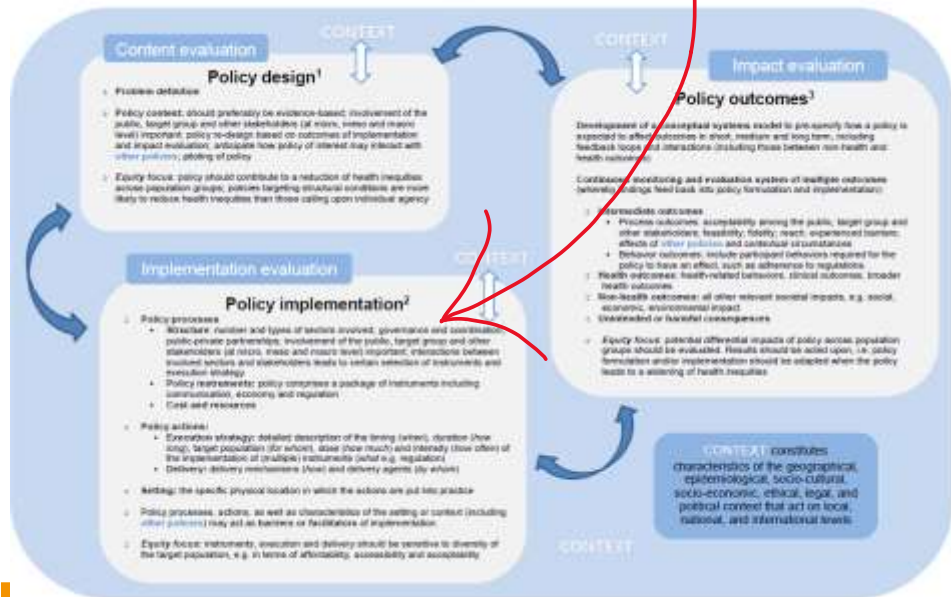 Content evaluation
CONTEXT
Policy design¹
Problem definition
Policy content: should preferably be evidence-based; involvement of the
public, target group and other stakeholders (at micro, meso and macro
level) important; policy re-design based on outcomes of implementation
and impact evaluation; anticipate how policy of interest may interact with
other policies; piloting of policy
Equity focus: policy should contribute to a reduction of health inequities
across population groups; policies targeting structural conditions are more
likely to reduce health inequities than those calling upon individual agency
CONTEXT
Impact evaluation
Policy outcomes³
Development of a conceptual systems model to pre-specify how a policy is
expected to affect outcomes in short, medium and long term, including
feedback loops and interactions (including those between non-health and
health outcomes)
Continuous monitoring and evaluation system of multiple outcomes
(whereby findings feed back into policy formulation and implementation)
Intermediate outcomes
Process outcomes: acceptability among the public, target group and
other stakeholders; feasibility; fidelity; reach; experienced barriers;
effects of other policies and contextual circumstances
Behavior outcomes: include participant behaviors required for the
policy to have an effect, such as adherence to regulations
Health outcomes: health-related behaviors, clinical outcomes, broader
health outcomes
Non-health outcomes: all other relevant societal impacts, e.g. social,
economic, environmental impact
Unintended or harmful consequences
Equity focus: potential differential impacts of policy across population
groups should be evaluated. Results should be acted upon, i.e. policy
formulation and/or implementation should be adapted when the policy
leads to a widening of health inequities
Implementation evaluation
CONTEXT
Policy implementation²
Policy processes
Structure: number and types of sectors involved; governance and coordination;
public-private partnerships; involvement of the public, target group and other
stakeholders (at micro, meso and macro level) important; interactions between
involved sectors and stakeholders leads to certain selection of instruments and
execution strategy
Policy instruments: policy comprises a package of instruments including
communication, economy and regulation
Cost and resources
Policy actions:
Execution strategy: detailed description of the timing (when), duration (how
long), target population (for whom), dose (how much) and intensity (how often) of
the implementation of (multiple) instruments (what e.g. regulation)
Delivery: delivery mechanisms (how) and delivery agents (by whom)
Setting: the specific physical location in which the actions are put into practice
Policy processes, actions, as well as characteristics of the setting or context (including
other policies) may act as barriers or facilitators of implementation
Equity focus: instruments, execution and delivery should be sensitive to diversity of
the target population, e.g. in terms of affordability, accessibility and acceptability
CONTEXT constitutes
characteristics of the geographical,
epidemiological, socio-cultural,
socio-economic, ethical, legal, and
political context that act on local,
national, and international levels
CONTEXT